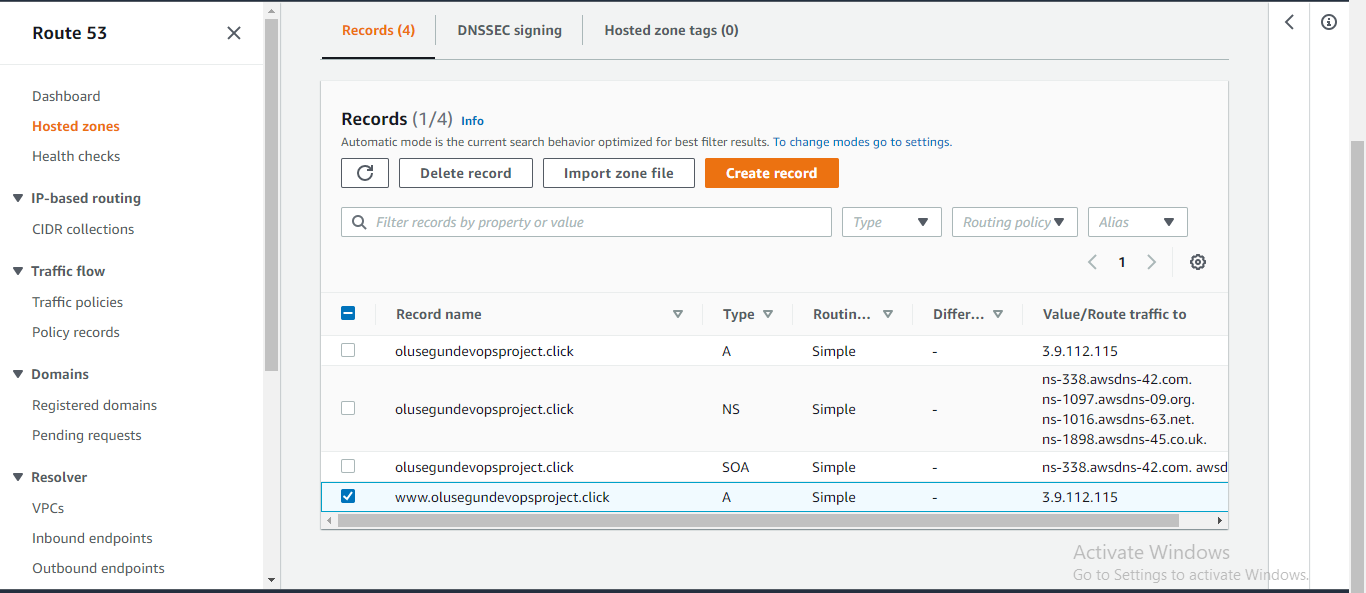 Route 53
Dashboard
Hosted zones
Health checks
IP-based routing
CIDR collections
Traffic flow
Traffic policies
Policy records
Domains
Registered domains
Pending requests
Resolver
VPCs
Inbound endpoints
Outbound endpoints
Records (4) DNSSEC signing Hosted zone tags (0)
Records (1/4) Info
Automatic mode is the current search behavior optimized for best filter results. To change modes go to settings.
Delete record Import zone file Create record
Filter records by property or value Type Routing policy Alias
1
Record name Type Routin... Differ... Value/Route traffic to
olusegundevopsproject.click A Simple - 3.9.112.115
olusegundevopsproject.click NS Simple - ns-338.awsdns-42.com.
ns-1097.awsdns-09.org.
ns-1016.awsdns-63.net.
ns-1898.awsdns-45.co.uk.
olusegundevopsproject.click SOA Simple - ns-338.awsdns-42.com. awsd
www.olusegundevopsproject.click A Simple - 3.9.112.115
Activate Windows
Go to Settings to activate Windows.